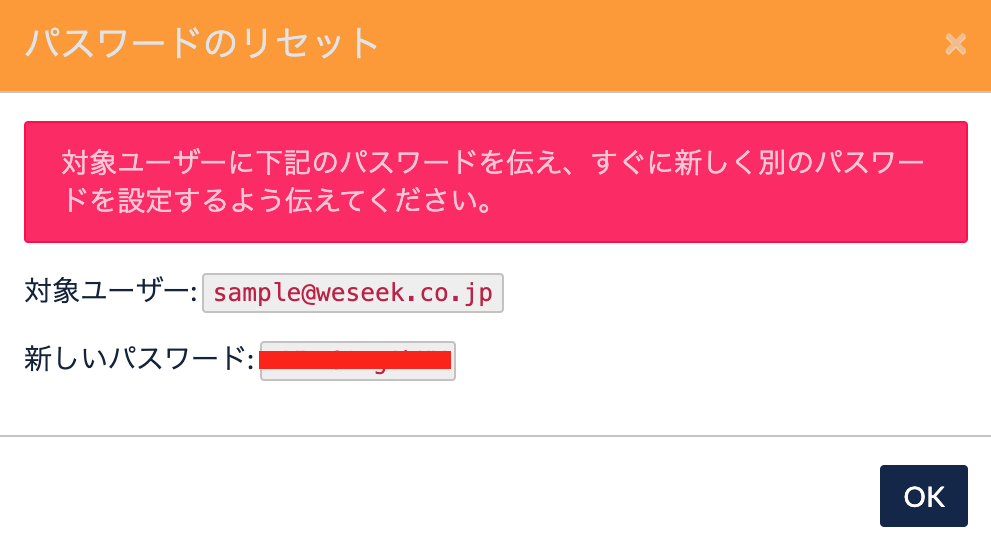 パスワードのリセット
対象ユーザーに下記のパスワードを伝え、すぐに新しく別のパスワー
ドを設定するよう伝えてください。
対象ユーザー: sample@weseek.co.jp
新しいパスワード:
OK